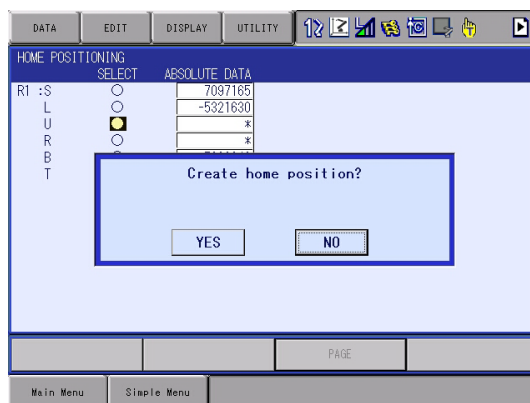 DATA EDIT DISPLAY UTILITY
HOME POSITIONING
SELECT ABSOLUTE DATA
R1 :S 7097165
L -5321630
U *
R *
B
T
Create home position?
YES NO
PAGE
Main Menu Simple Menu